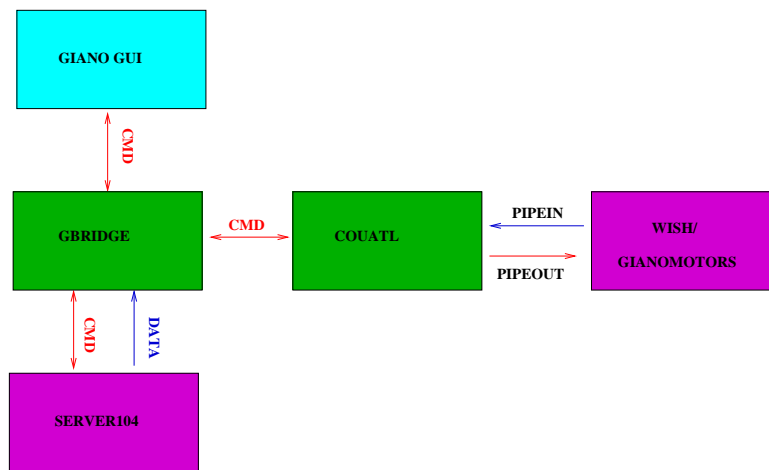 GIANO GUI
CMD
GBRIDGE
CMD
COUATL
PIPEIN
PIPEOUT
WISH/
GIANOMOTORS
CMD
DATA
SERVER104